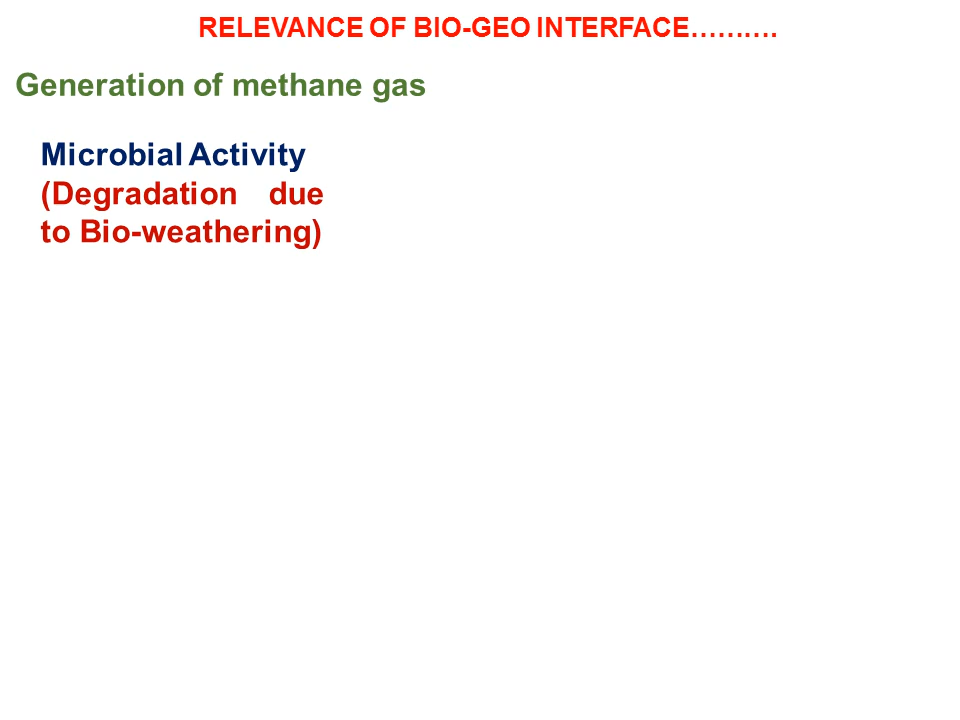 RELEVANCE OF BIO-GEO INTERFACE……….
Generation of methane gas
Microbial Activity
(Degradation due
to Bio-weathering)